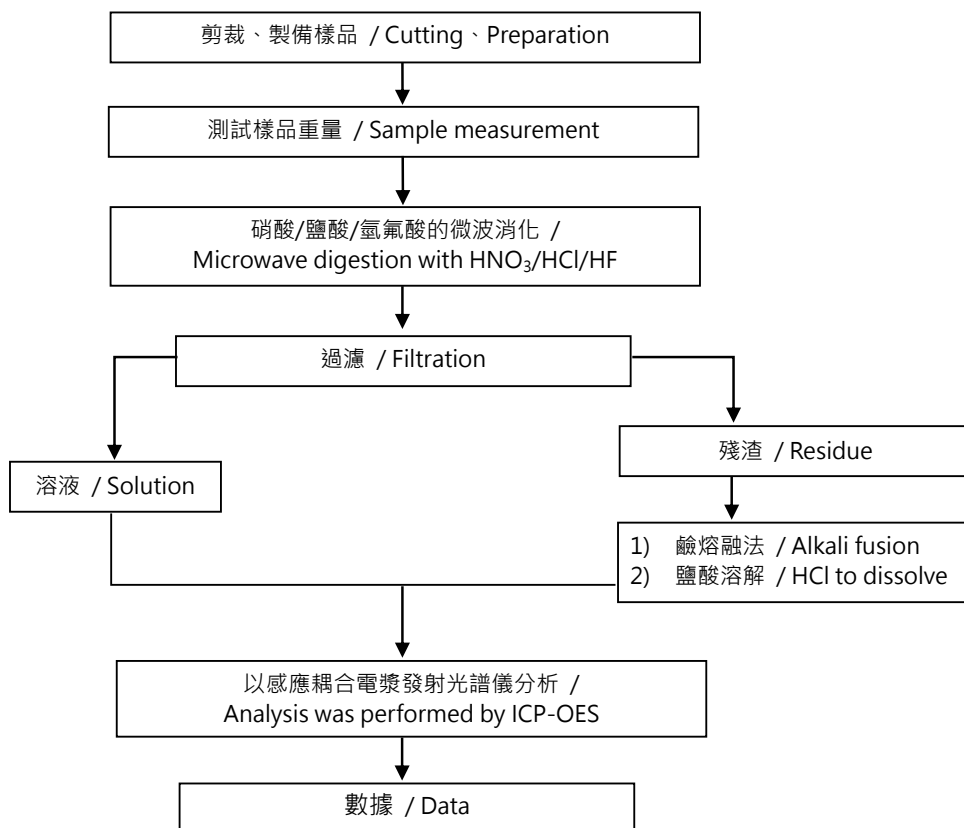 剪裁、製備樣品 / Cutting、Preparation
測試樣品重量 / Sample measurement
硝酸/鹽酸/氫氟酸的微波消化 /
Microwave digestion with HNO₃/HCl/HF
過濾 / Filtration
溶液 / Solution
殘渣 / Residue
1) 鹼熔融法 / Alkali fusion
2) 鹽酸溶解 / HCl to dissolve
以感應耦合電漿發射光譜儀分析 /
Analysis was performed by ICP-OES
數據 / Data